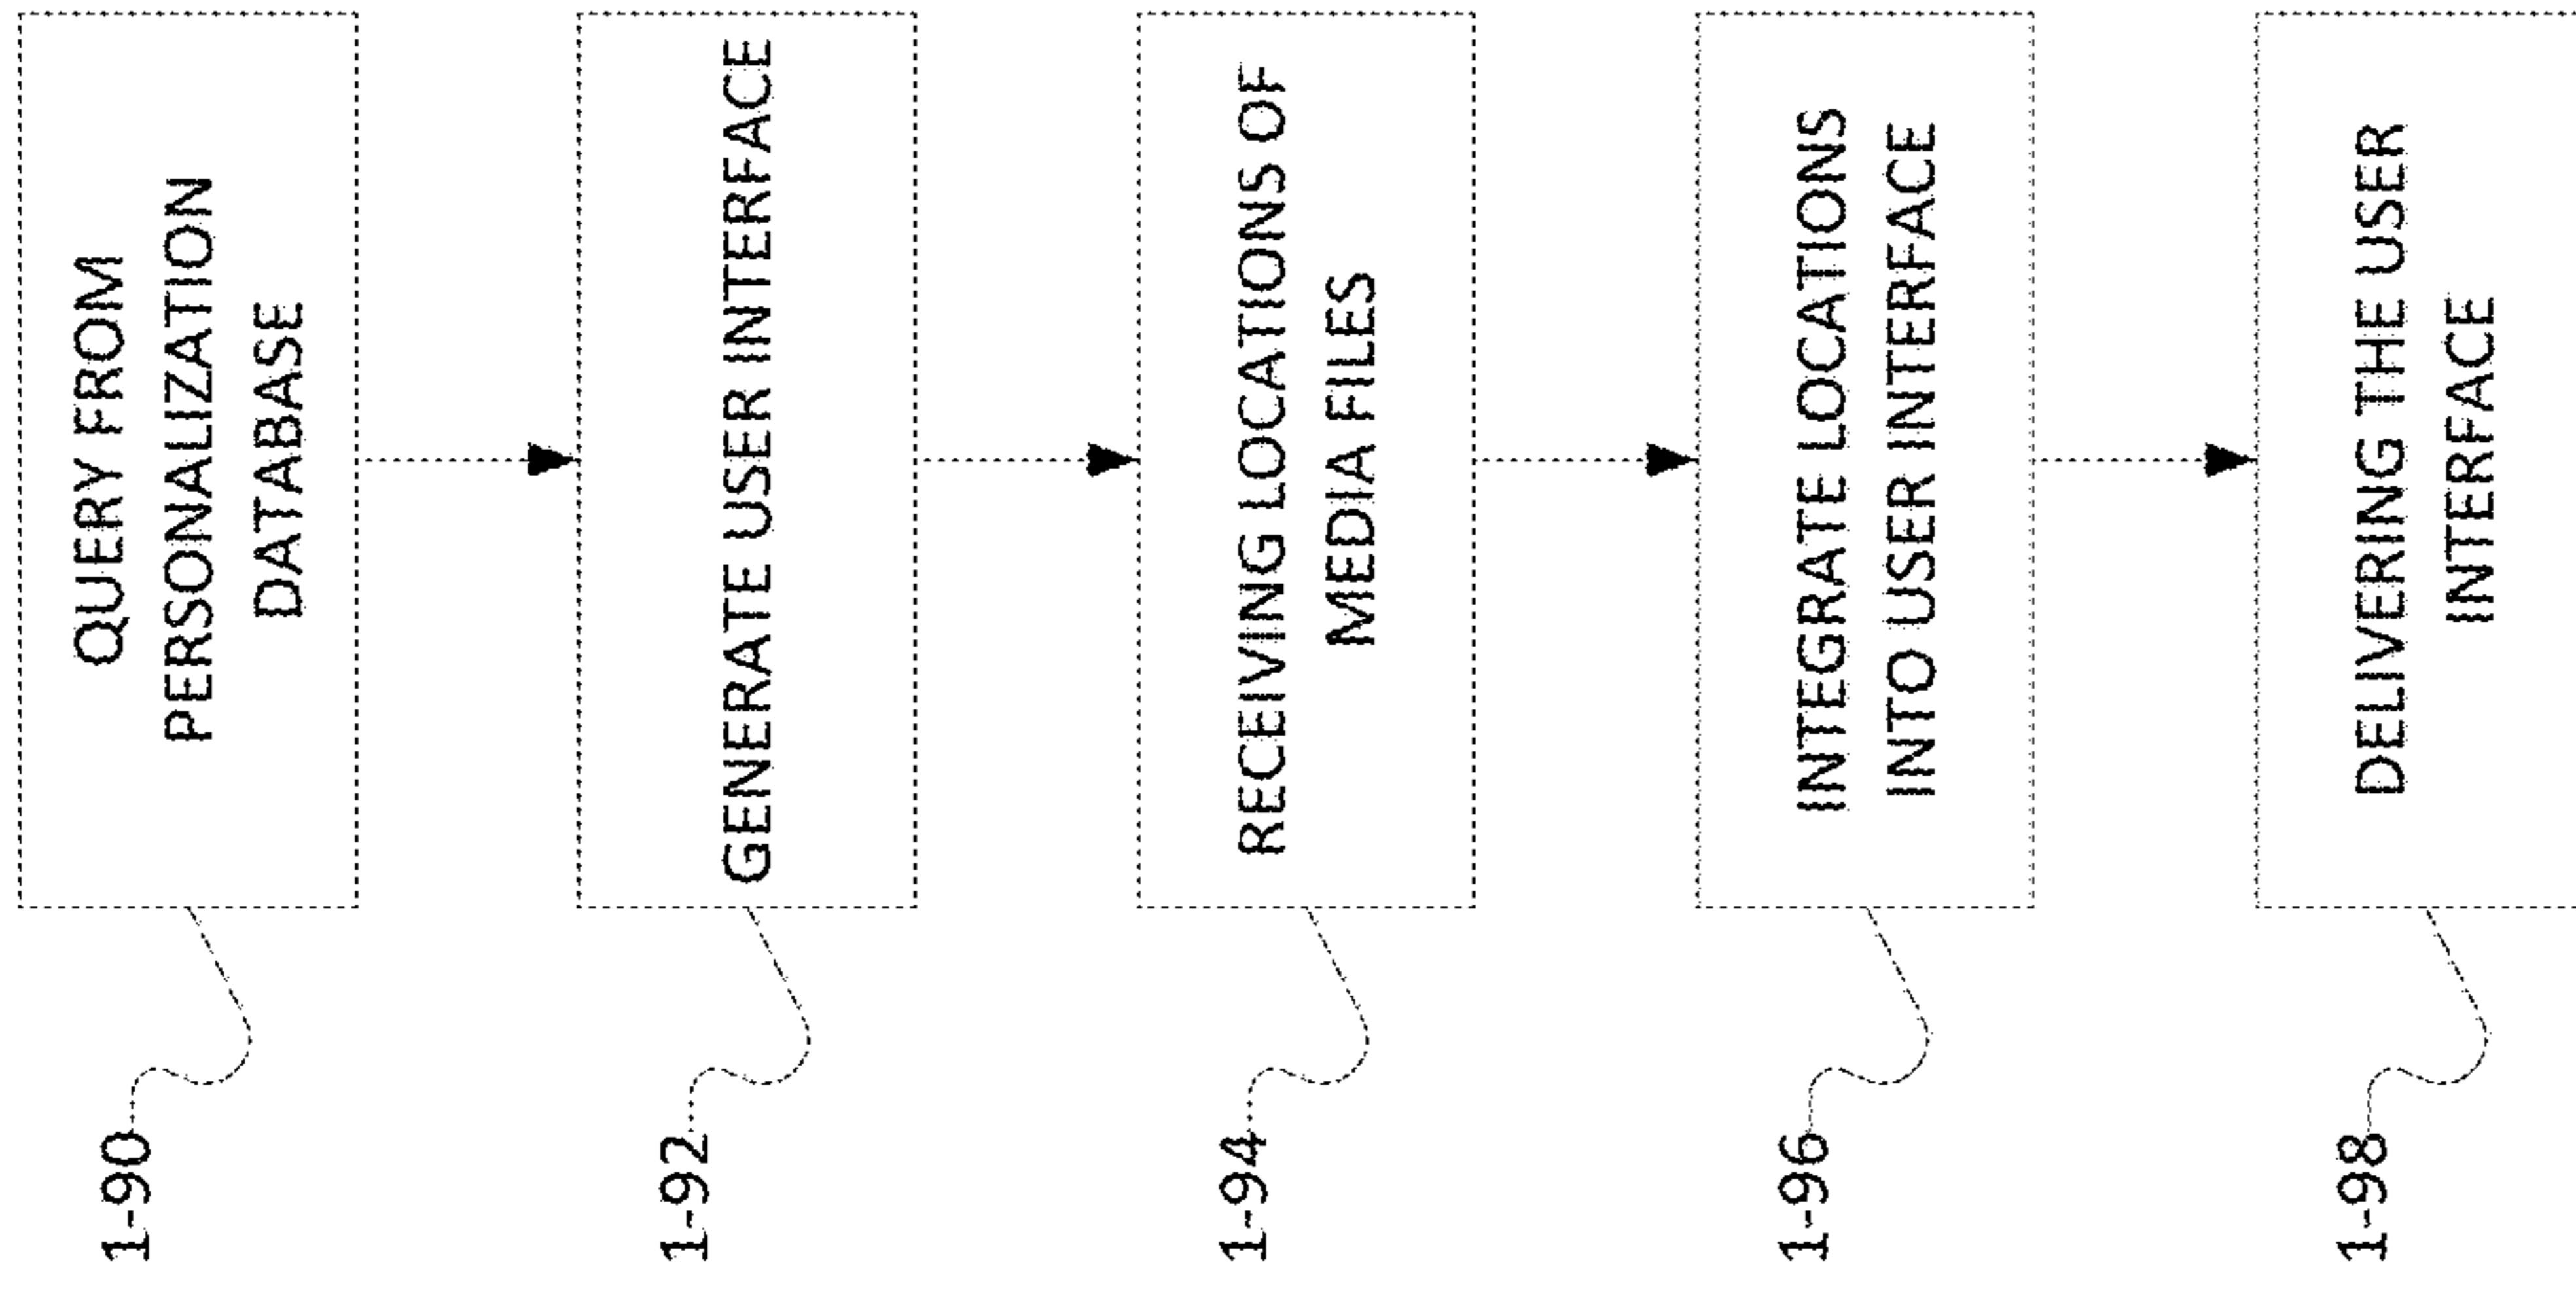 1-90
QUERY FROM
PERSONALIZATION
DATABASE
1-92
GENERATE USER INTERFACE
1-94
RECEIVING LOCATIONS OF
MEDIA FILES
1-96
INTEGRATE LOCATIONS
INTO USER INTERFACE
1-98
DELIVERING THE USER
INTERFACE